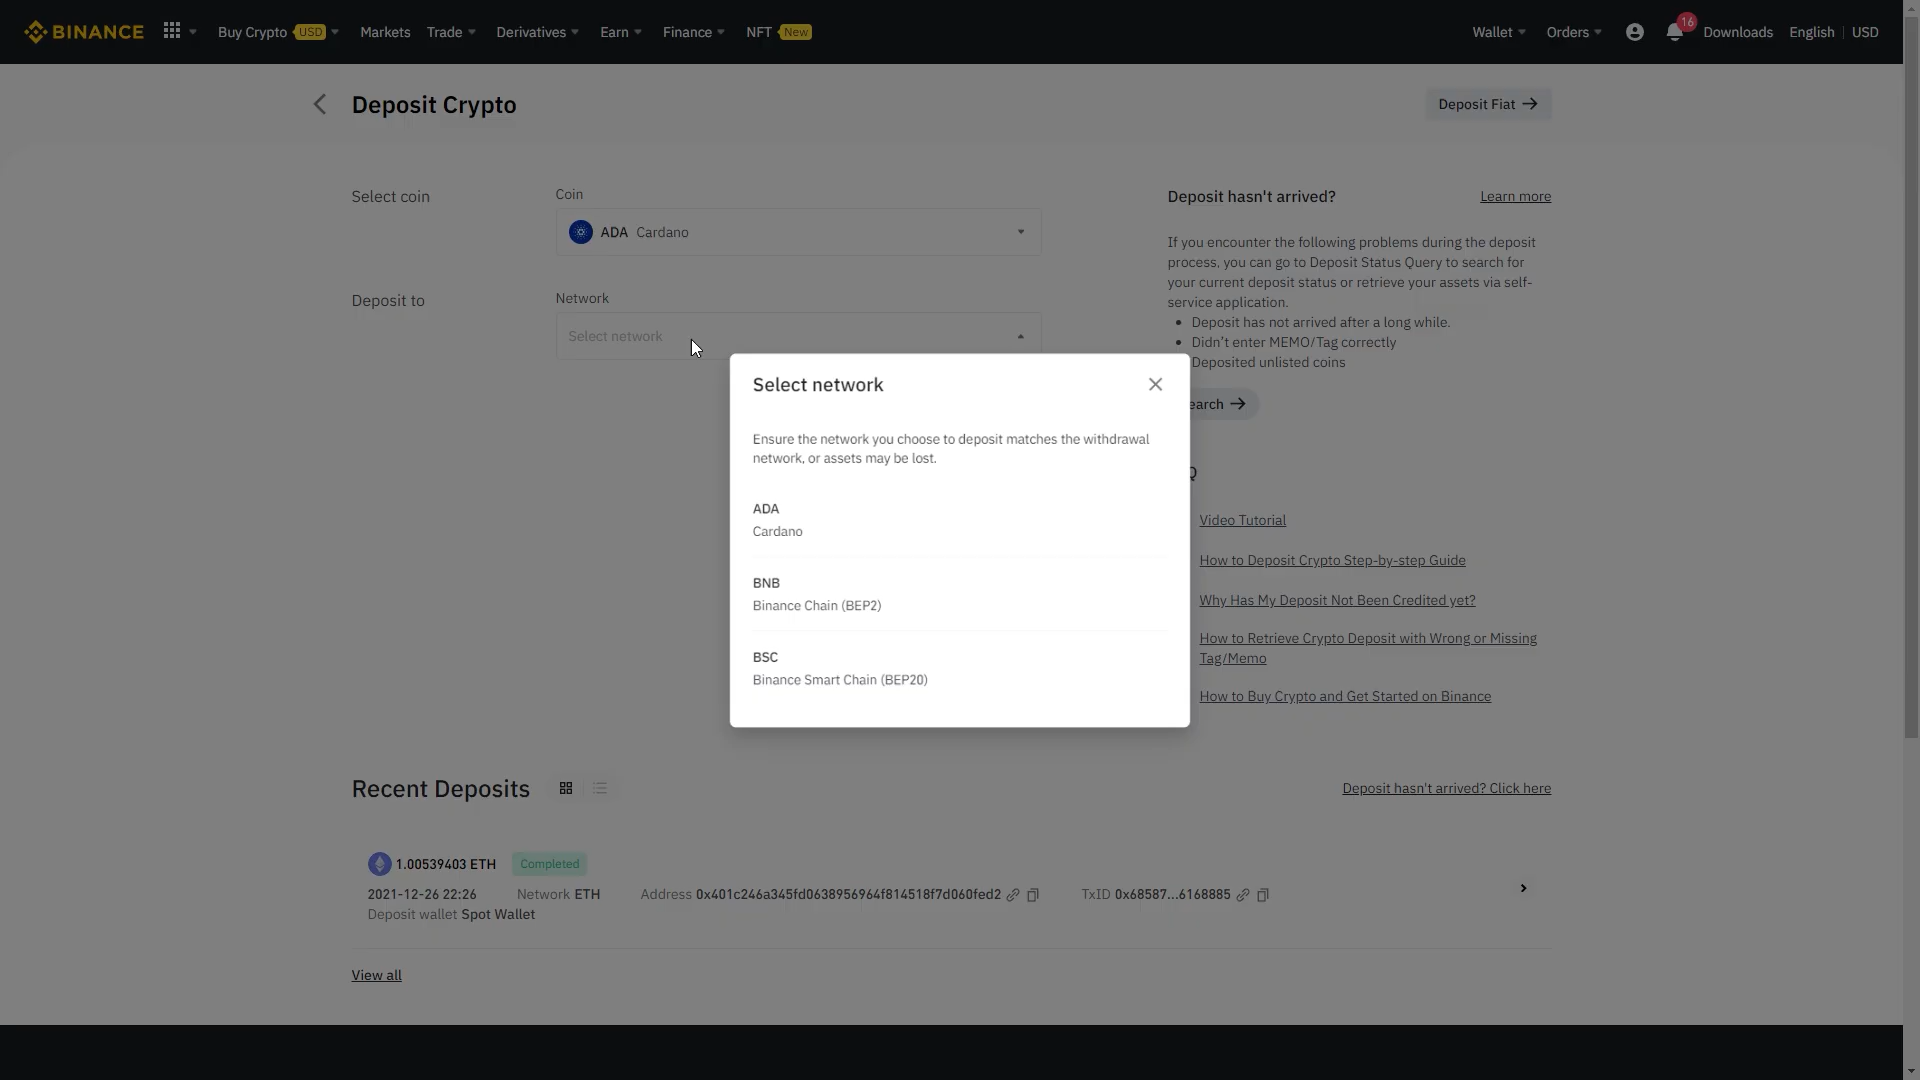 BINANCE
Buy Crypto USD
Markets
Trade
Derivatives
Earn
Finance
NFT New
Wallet
Orders
16
Downloads
English
USD
Deposit Crypto
Deposit Fiat
Select coin
Coin
ADA Cardano
Deposit to
Network
Select network
Deposit hasn't arrived?
Learn more
If you encounter the following problems during the deposit
process, you can go to Deposit Status Query to search for
your current deposit status or retrieve your assets via self-
service application.
Deposit has not arrived after a long while.
Didn't enter MEMO/Tag correctly
Deposited unlisted coins
earch
Q
Video Tutorial
How to Deposit Crypto Step-by-step Guide
Why Has My Deposit Not Been Credited yet?
How to Retrieve Crypto Deposit with Wrong or Missing
Tag/Memo
How to Buy Crypto and Get Started on Binance
Select network
Ensure the network you choose to deposit matches the withdrawal
network, or assets may be lost.
ADA
Cardano
BNB
Binance Chain (BEP2)
BSC
Binance Smart Chain (BEP20)
Recent Deposits
Deposit hasn't arrived? Click here
1.00539403 ETH Completed
2021-12-26 22:26 Network ETH Address 0x401c246a345fd0638956964f814518f7d060fed2 TxID 0x68587...6168885
Deposit wallet Spot Wallet
View all